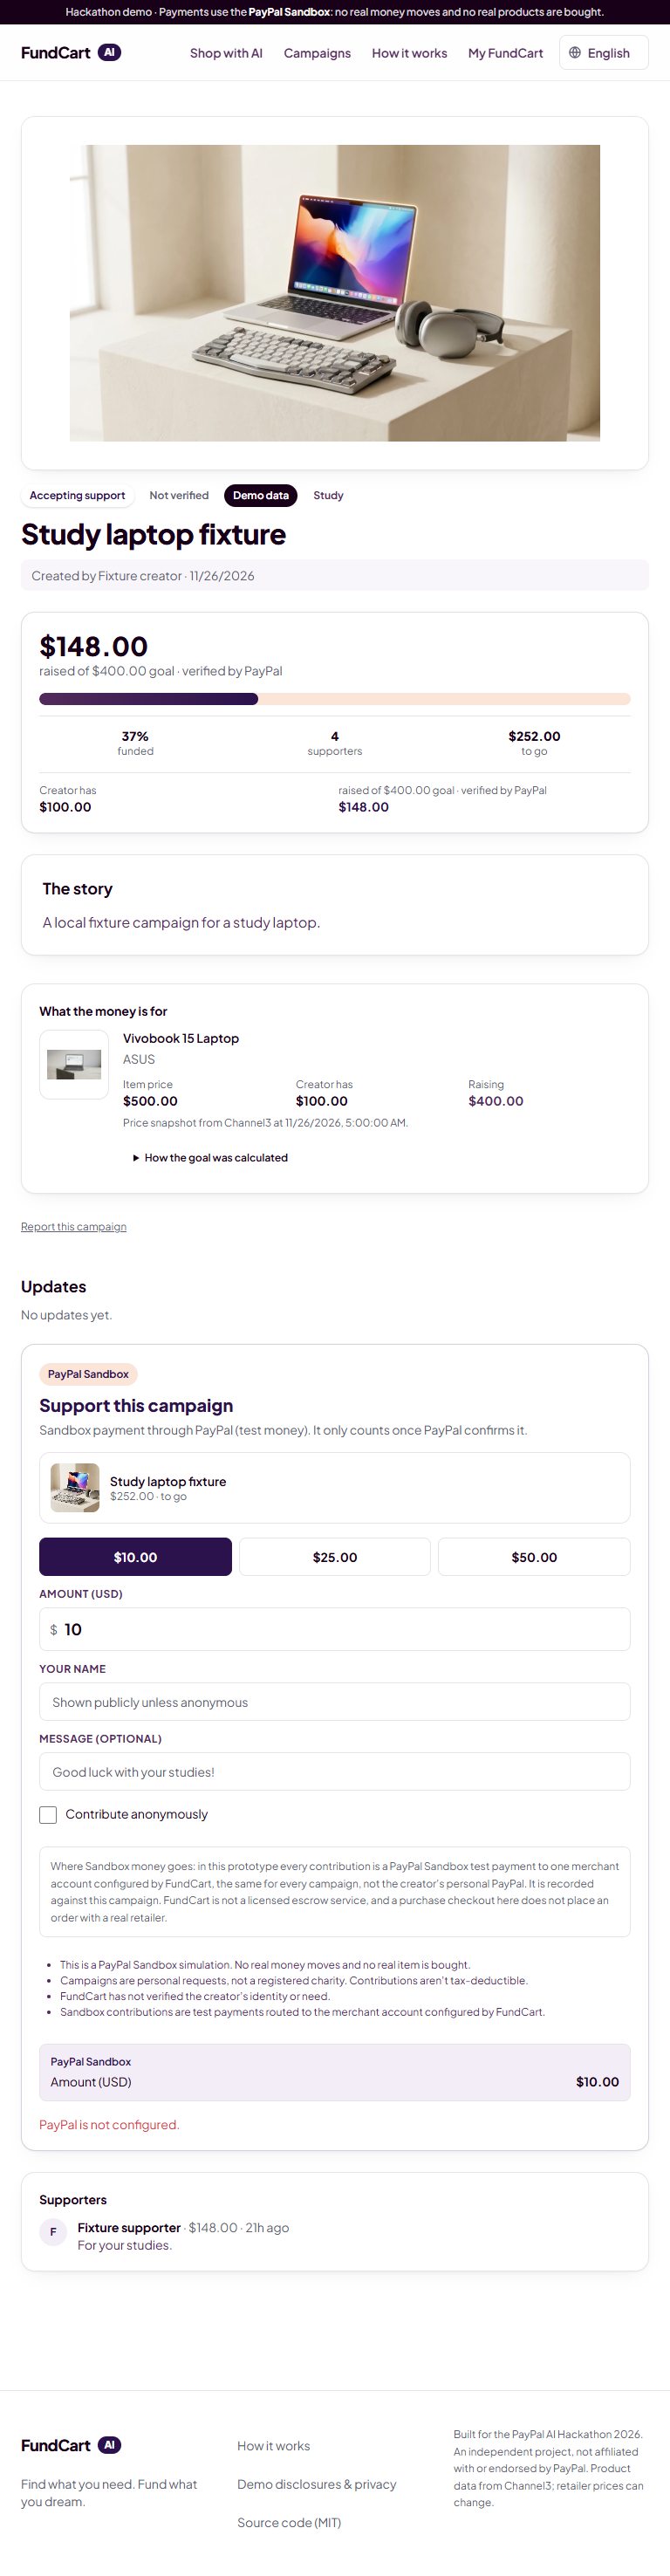 Hackathon demo · Payments use the PayPal Sandbox: no real money moves and no real products are bought.
FundCart AI
Shop with AI
Campaigns
How it works
My FundCart
English
Accepting support
Not verified
Demo data
Study
Study laptop fixture
Created by Fixture creator · 11/26/2026
$148.00
raised of $400.00 goal · verified by PayPal
37%
funded
4
supporters
$252.00
to go
Creator has
$100.00
raised of $400.00 goal · verified by PayPal
$148.00
The story
A local fixture campaign for a study laptop.
What the money is for
Vivobook 15 Laptop
ASUS
Item price
$500.00
Creator has
$100.00
Raising
$400.00
Price snapshot from Channel3 at 11/26/2026, 5:00:00 AM.
How the goal was calculated
Report this campaign
Updates
No updates yet.
PayPal Sandbox
Support this campaign
Sandbox payment through PayPal (test money). It only counts once PayPal confirms it.
Study laptop fixture
$252.00 · to go
$10.00
$25.00
$50.00
AMOUNT (USD)
$ 10
YOUR NAME
Shown publicly unless anonymous
MESSAGE (OPTIONAL)
Good luck with your studies!
Contribute anonymously
Where Sandbox money goes: in this prototype every contribution is a PayPal Sandbox test payment to one merchant
account configured by FundCart, the same for every campaign, not the creator's personal PayPal. It is recorded
against this campaign. FundCart is not a licensed escrow service, and a purchase checkout here does not place an
order with a real retailer.
• This is a PayPal Sandbox simulation. No real money moves and no real item is bought.
• Campaigns are personal requests, not a registered charity. Contributions aren't tax-deductible.
• FundCart has not verified the creator's identity or need.
• Sandbox contributions are test payments routed to the merchant account configured by FundCart.
PayPal Sandbox
Amount (USD) $10.00
PayPal is not configured.
Supporters
F
Fixture supporter · $148.00 · 21h ago
For your studies.
FundCart AI
Find what you need. Fund what
you dream.
How it works
Demo disclosures & privacy
Source code (MIT)
Built for the PayPal AI Hackathon 2026.
An independent project, not affiliated
with or endorsed by PayPal. Product
data from Channel3; retailer prices can
change.